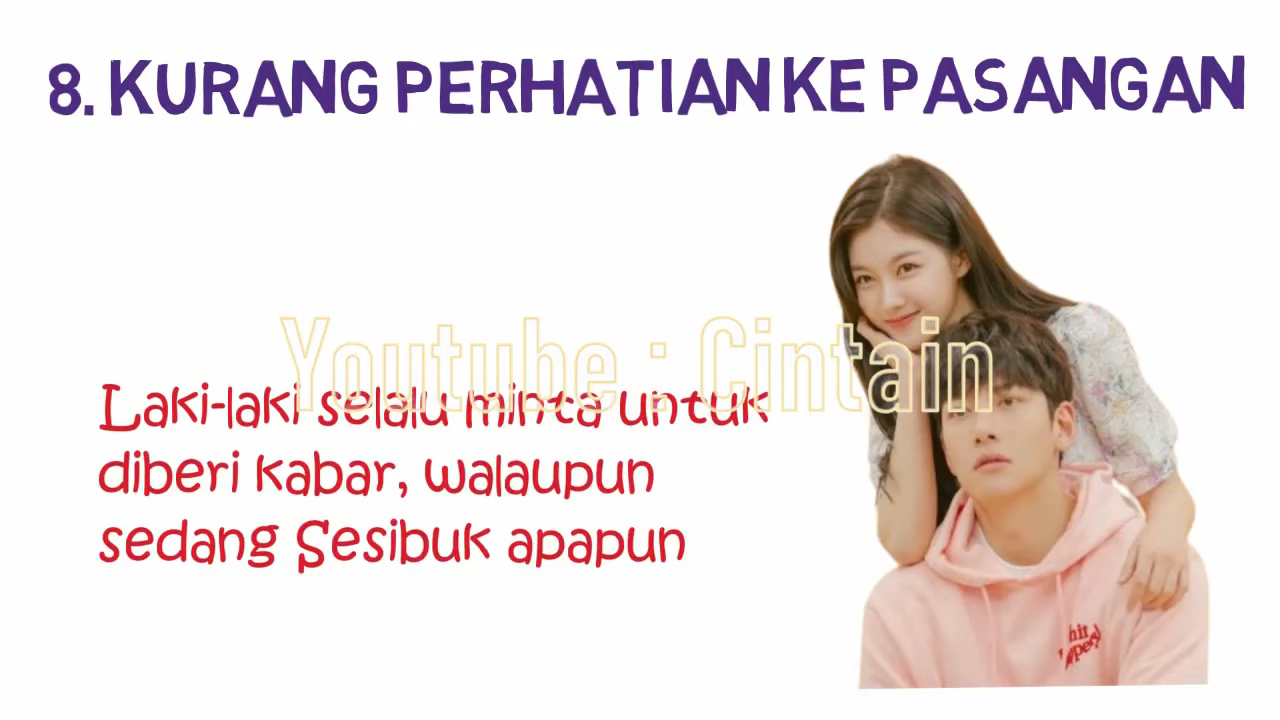 8. KURANG PERHATIAN KE PASANGAN
Youtube : Cintain
Laki-laki selalu minta untuk
diberi kabar, walaupun
sedang Sesibuk apapun